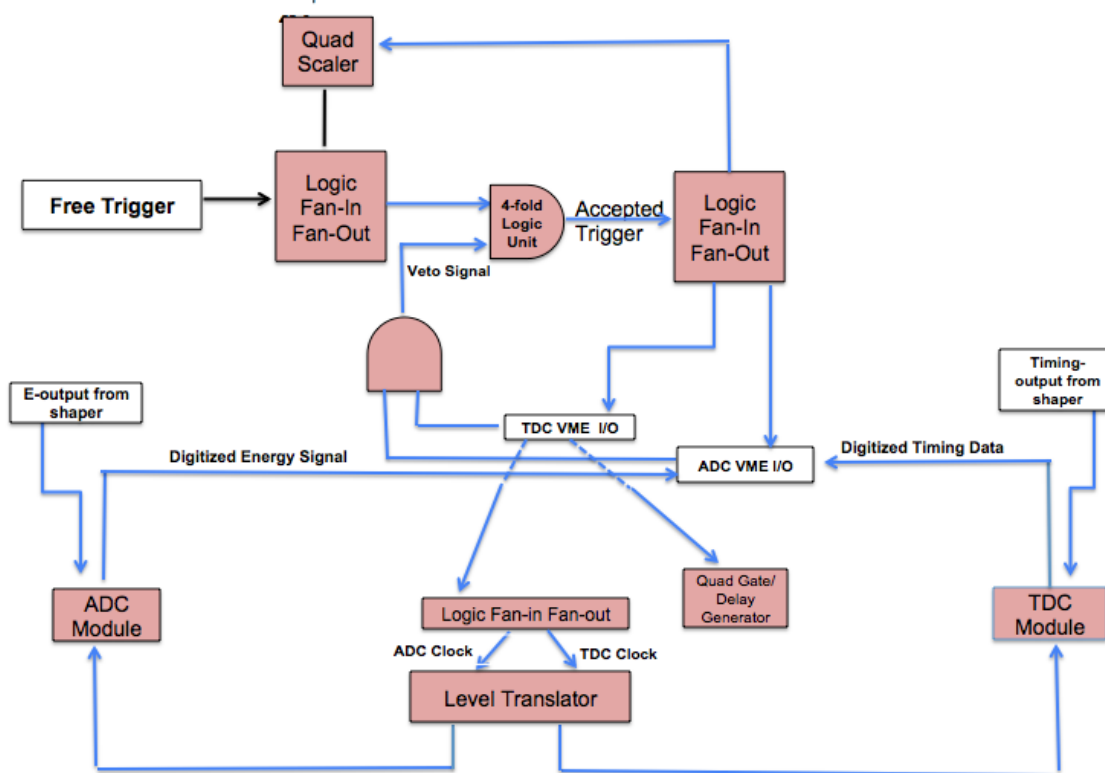 Quad
Scaler
Free Trigger
Logic
Fan-In
Fan-Out
4-fold
Logic
Unit
Accepted
Trigger
Logic
Fan-In
Fan-Out
Veto Signal
E-output from
shaper
Timing-
output from
shaper
TDC VME I/O
Digitized Energy Signal
ADC VME I/O
Digitized Timing Data
ADC
Module
Logic Fan-in Fan-out
Quad Gate/
Delay
Generator
TDC
Module
ADC Clock
TDC Clock
Level Translator